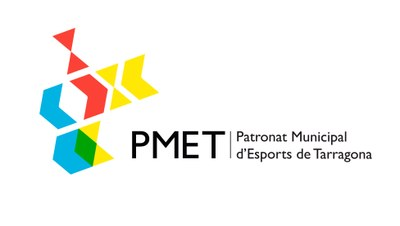 PMET
Patronat Municipal
d'Esports de Tarragona